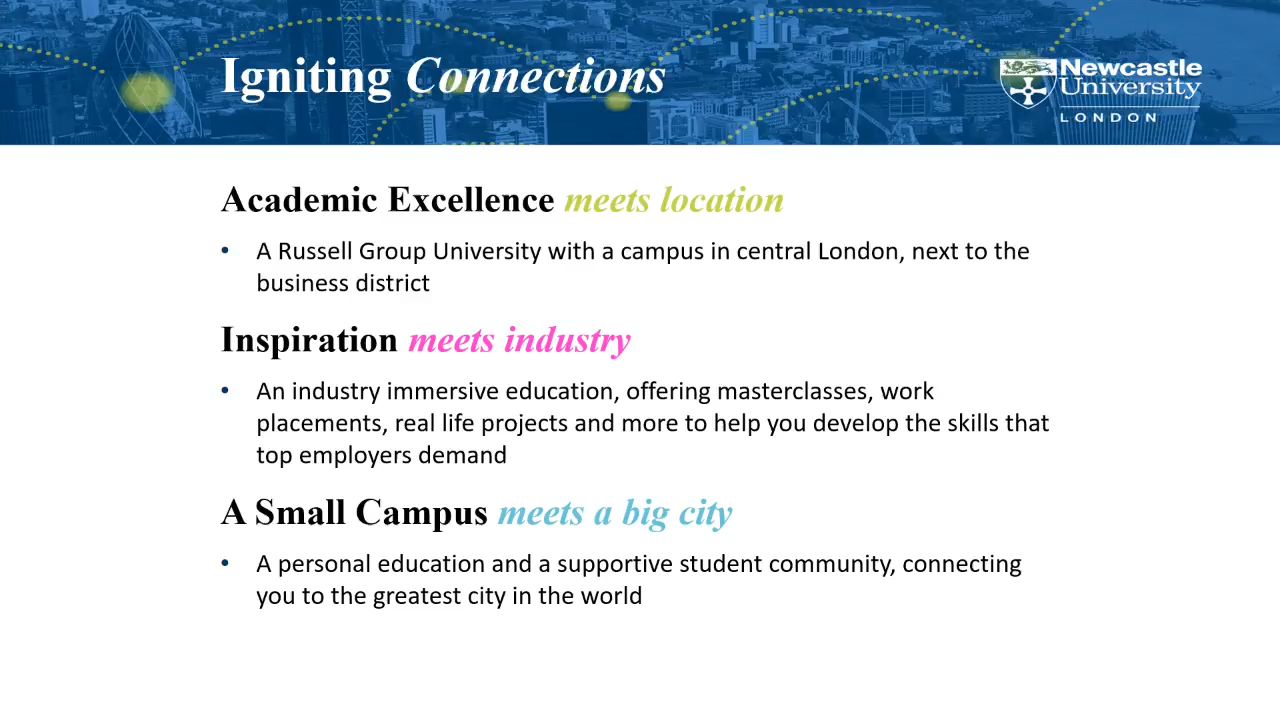 Igniting Connections
Newcastle
University
LONDON
Academic Excellence meets location
• A Russell Group University with a campus in central London, next to the
business district
Inspiration meets industry
• An industry immersive education, offering masterclasses, work
placements, real life projects and more to help you develop the skills that
top employers demand
A Small Campus meets a big city
• A personal education and a supportive student community, connecting
you to the greatest city in the world